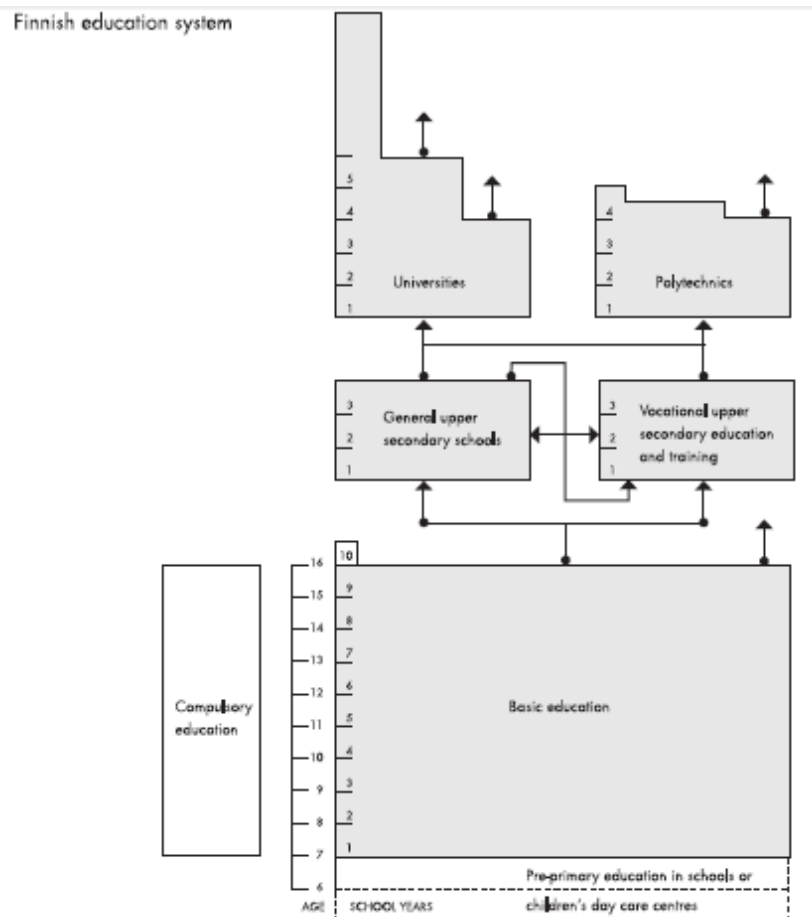 Finnish education system
5
4
3
2
1
Universities
4
3
2
1
Polytechnics
3
2
1
General upper
secondary schools
3
2
1
Vocational upper
secondary education
and training
Compulsory
education
16
15
14
13
12
11
10
9
8
7
6
AGE
10
9
8
7
6
5
4
3
2
1
SCHOOL YEARS
Basic education
Pre-primary education in schools or
children's day care centres